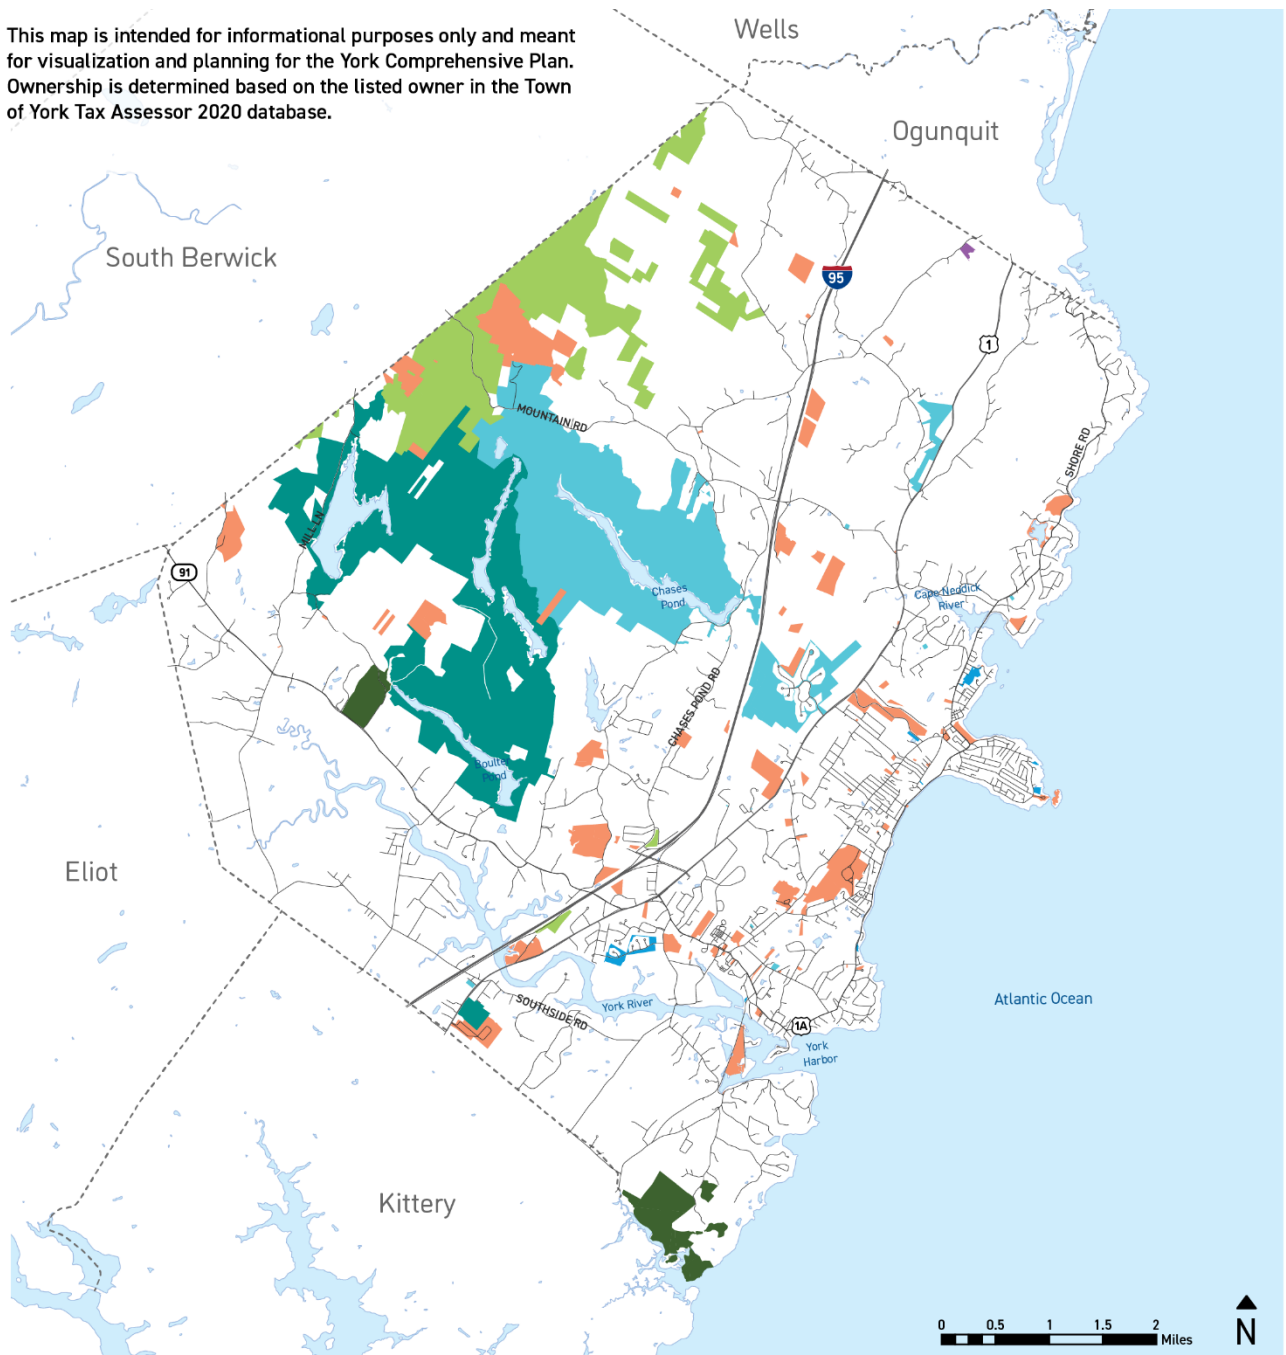 This map is intended for informational purposes only and meant
for visualization and planning for the York Comprehensive Plan.
Ownership is determined based on the listed owner in the Town
of York Tax Assessor 2020 database.
Wells
Ogunquit
South Berwick
95
1
MOUNTAIN RD
SHORE RD
MILL LN
91
Chases
Pond
Cape Neddick
River
CHASES POND RD
Boulter
Pond
Eliot
York River
SOUTHSIDE RD
Atlantic Ocean
1A
York
Harbor
Kittery
0 0.5 1 1.5 2
Miles
N